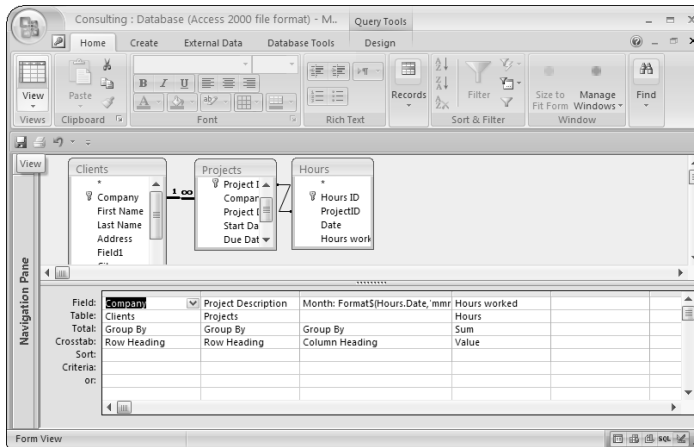 Consulting : Database (Access 2000 file format) - M..
Query Tools
Home
Create
External Data
Database Tools
Design
View
Paste
B I U
Records
Filter
Size to Fit Form
Manage Windows
Find
Views
Clipboard
Font
Rich Text
Sort & Filter
Window
View
Navigation Pane
Clients
*
Company
First Name
Last Name
Address
Field1
1 ∞
Projects
Project I
Compar
Project D
Start Da
Due Dat
Hours
*
Hours ID
ProjectID
Date
Hours work
Field: Company Project Description Month: Format$(Hours.Date,'mmr Hours worked
Table: Clients Projects Hours
Total: Group By Group By Group By Sum
Crosstab: Row Heading Row Heading Column Heading Value
Sort:
Criteria:
or:
Form View
SQL